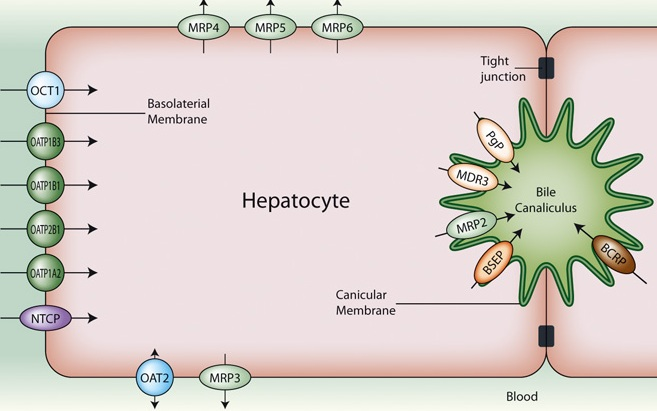 MRP4
MRP5
MRP6
Tight
junction
OCT1
Basolaterial
Membrane
OATP1B3
PgP
MDR3
OATP1B1
Hepatocyte
Bile
Canaliculus
OATP2B1
MRP2
BSEP
BCRP
OATP1A2
Canicular
Membrane
NTCP
OAT2
MRP3
Blood